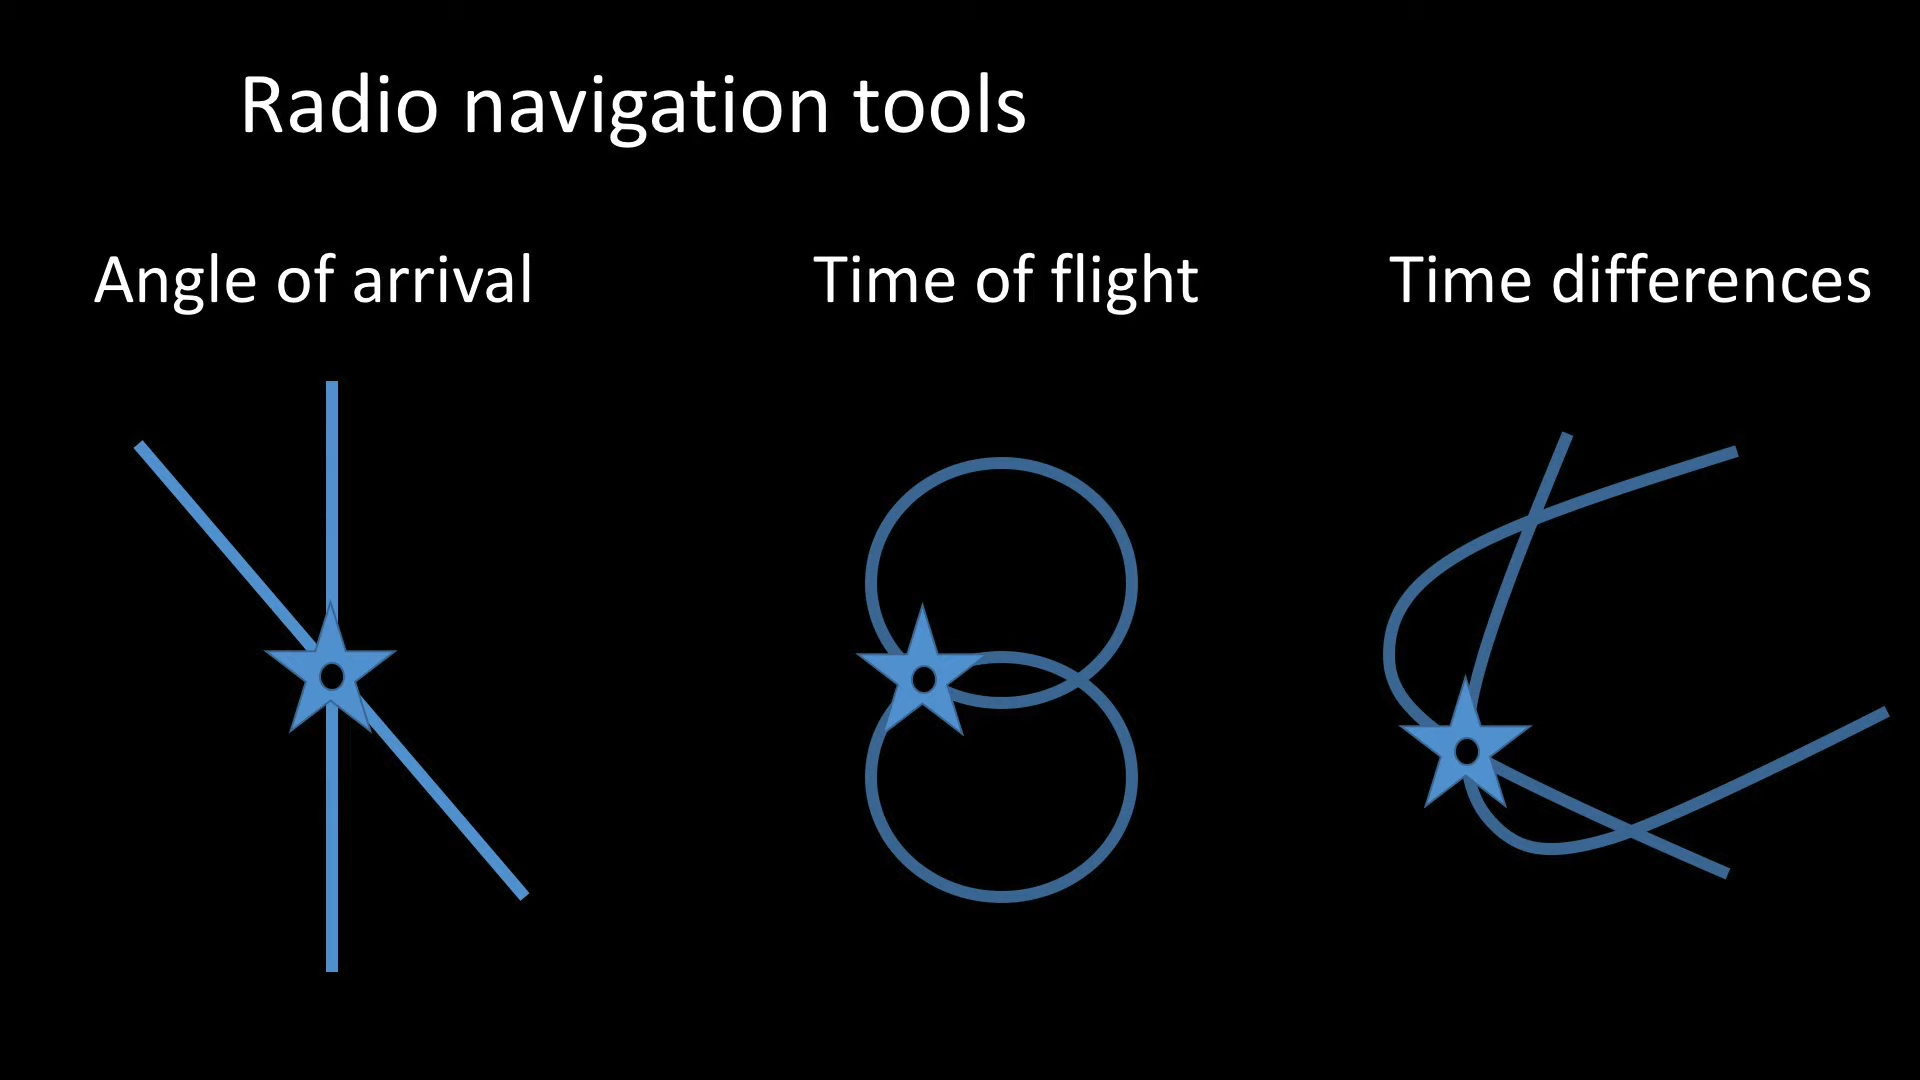 Radio navigation tools
Angle of arrival
Time of flight
Time differences